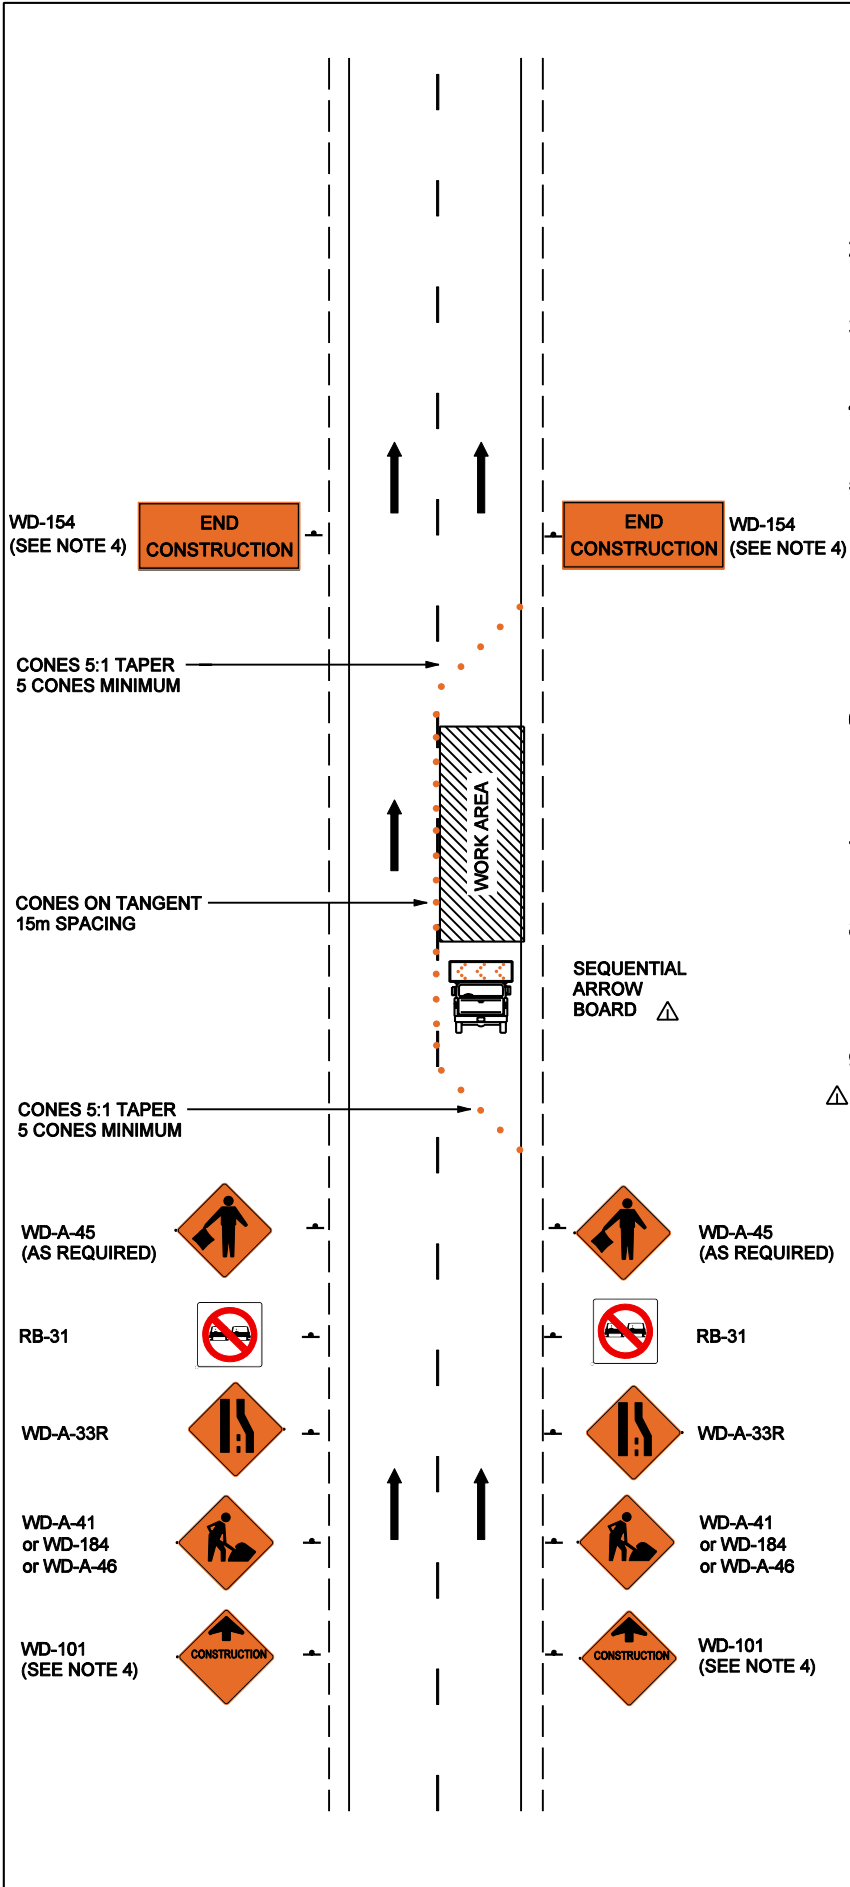 WD-154
(SEE NOTE 4)
END
CONSTRUCTION
END
CONSTRUCTION
WD-154
(SEE NOTE 4)
CONES 5:1 TAPER
5 CONES MINIMUM
WORK AREA
CONES ON TANGENT
15m SPACING
SEQUENTIAL
ARROW
BOARD
CONES 5:1 TAPER
5 CONES MINIMUM
WD-A-45
(AS REQUIRED)
WD-A-45
(AS REQUIRED)
RB-31
RB-31
WD-A-33R
WD-A-33R
WD-A-41
or WD-184
or WD-A-46
WD-A-41
or WD-184
or WD-A-46
WD-101
(SEE NOTE 4)
CONSTRUCTION
CONSTRUCTION
WD-101
(SEE NOTE 4)